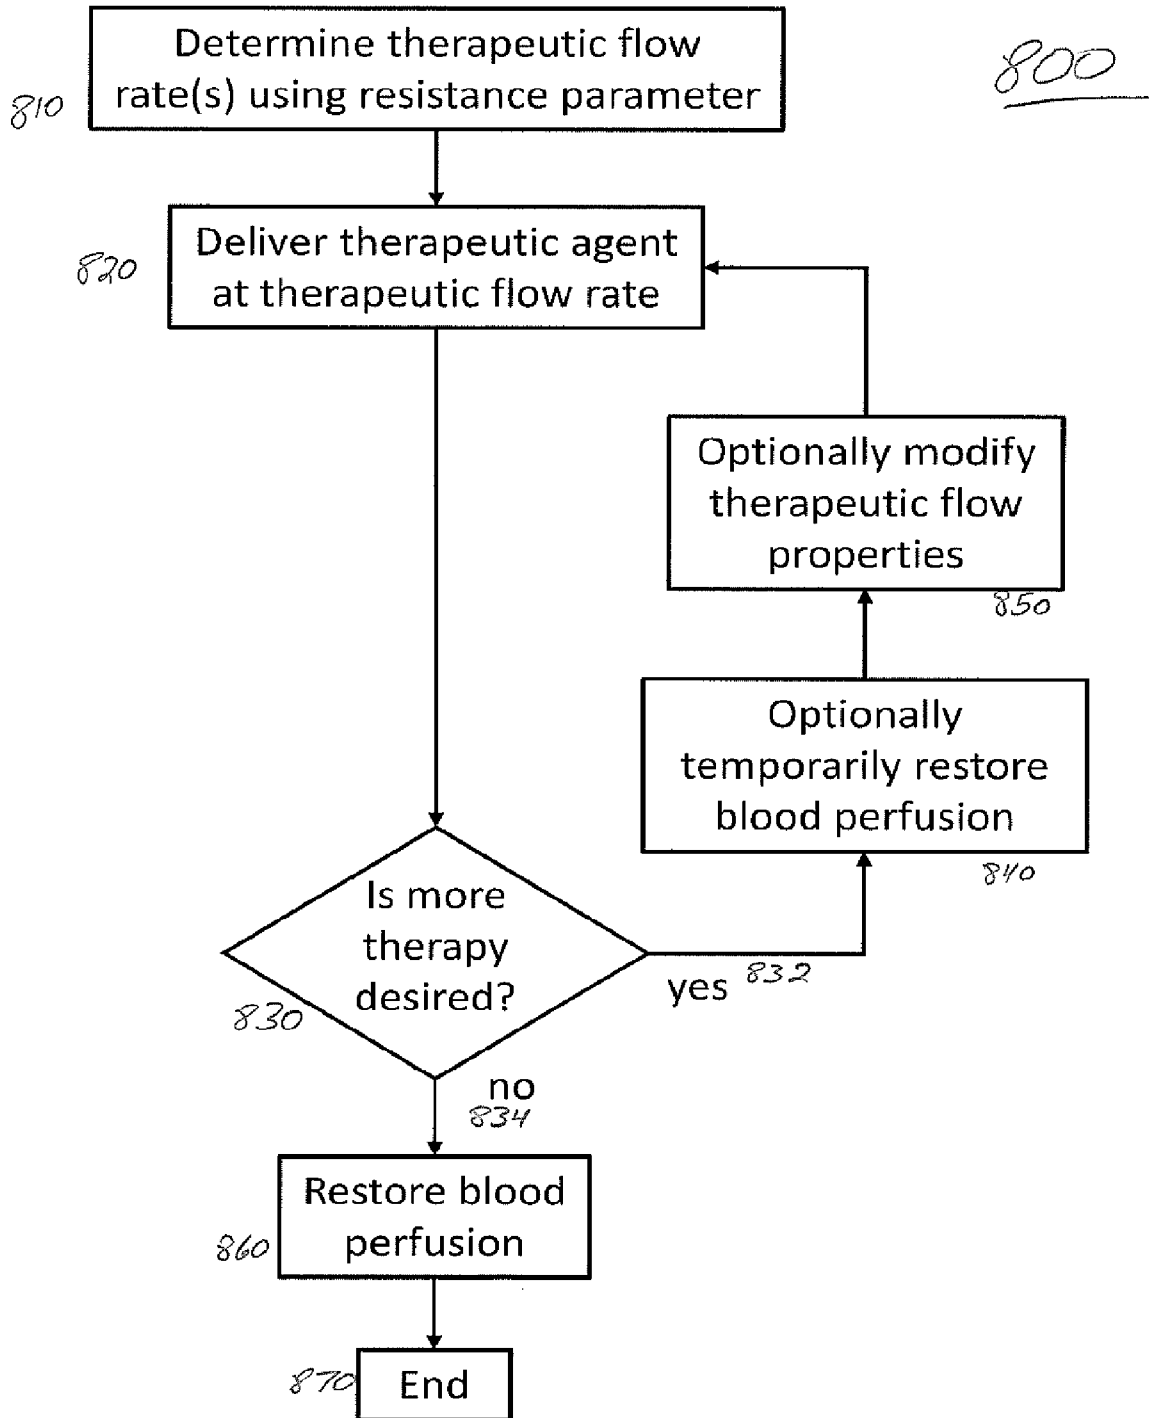 800
Determine therapeutic flow
rate(s) using resistance parameter
810
Deliver therapeutic agent
at therapeutic flow rate
820
Optionally modify
therapeutic flow
properties
850
Optionally
temporarily restore
blood perfusion
840
Is more
therapy
desired?
830
yes 832
no
834
Restore blood
perfusion
860
870 End